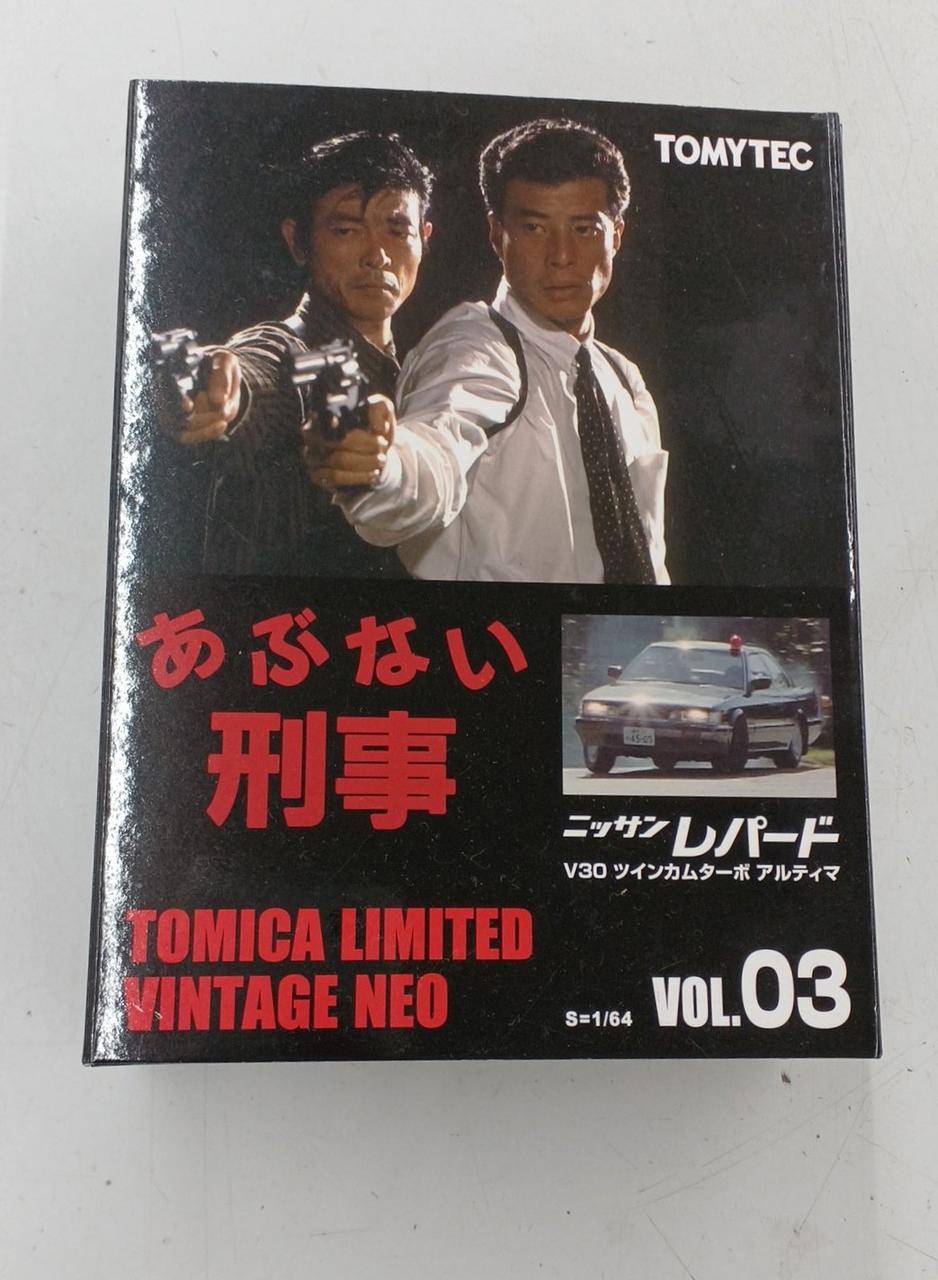 TOMYTEC
あぶない
刑事
ニッサン レパード
V30 ツインカムターボ アルティマ
TOMICA LIMITED
VINTAGE NEO
S=1/64 VOL.03